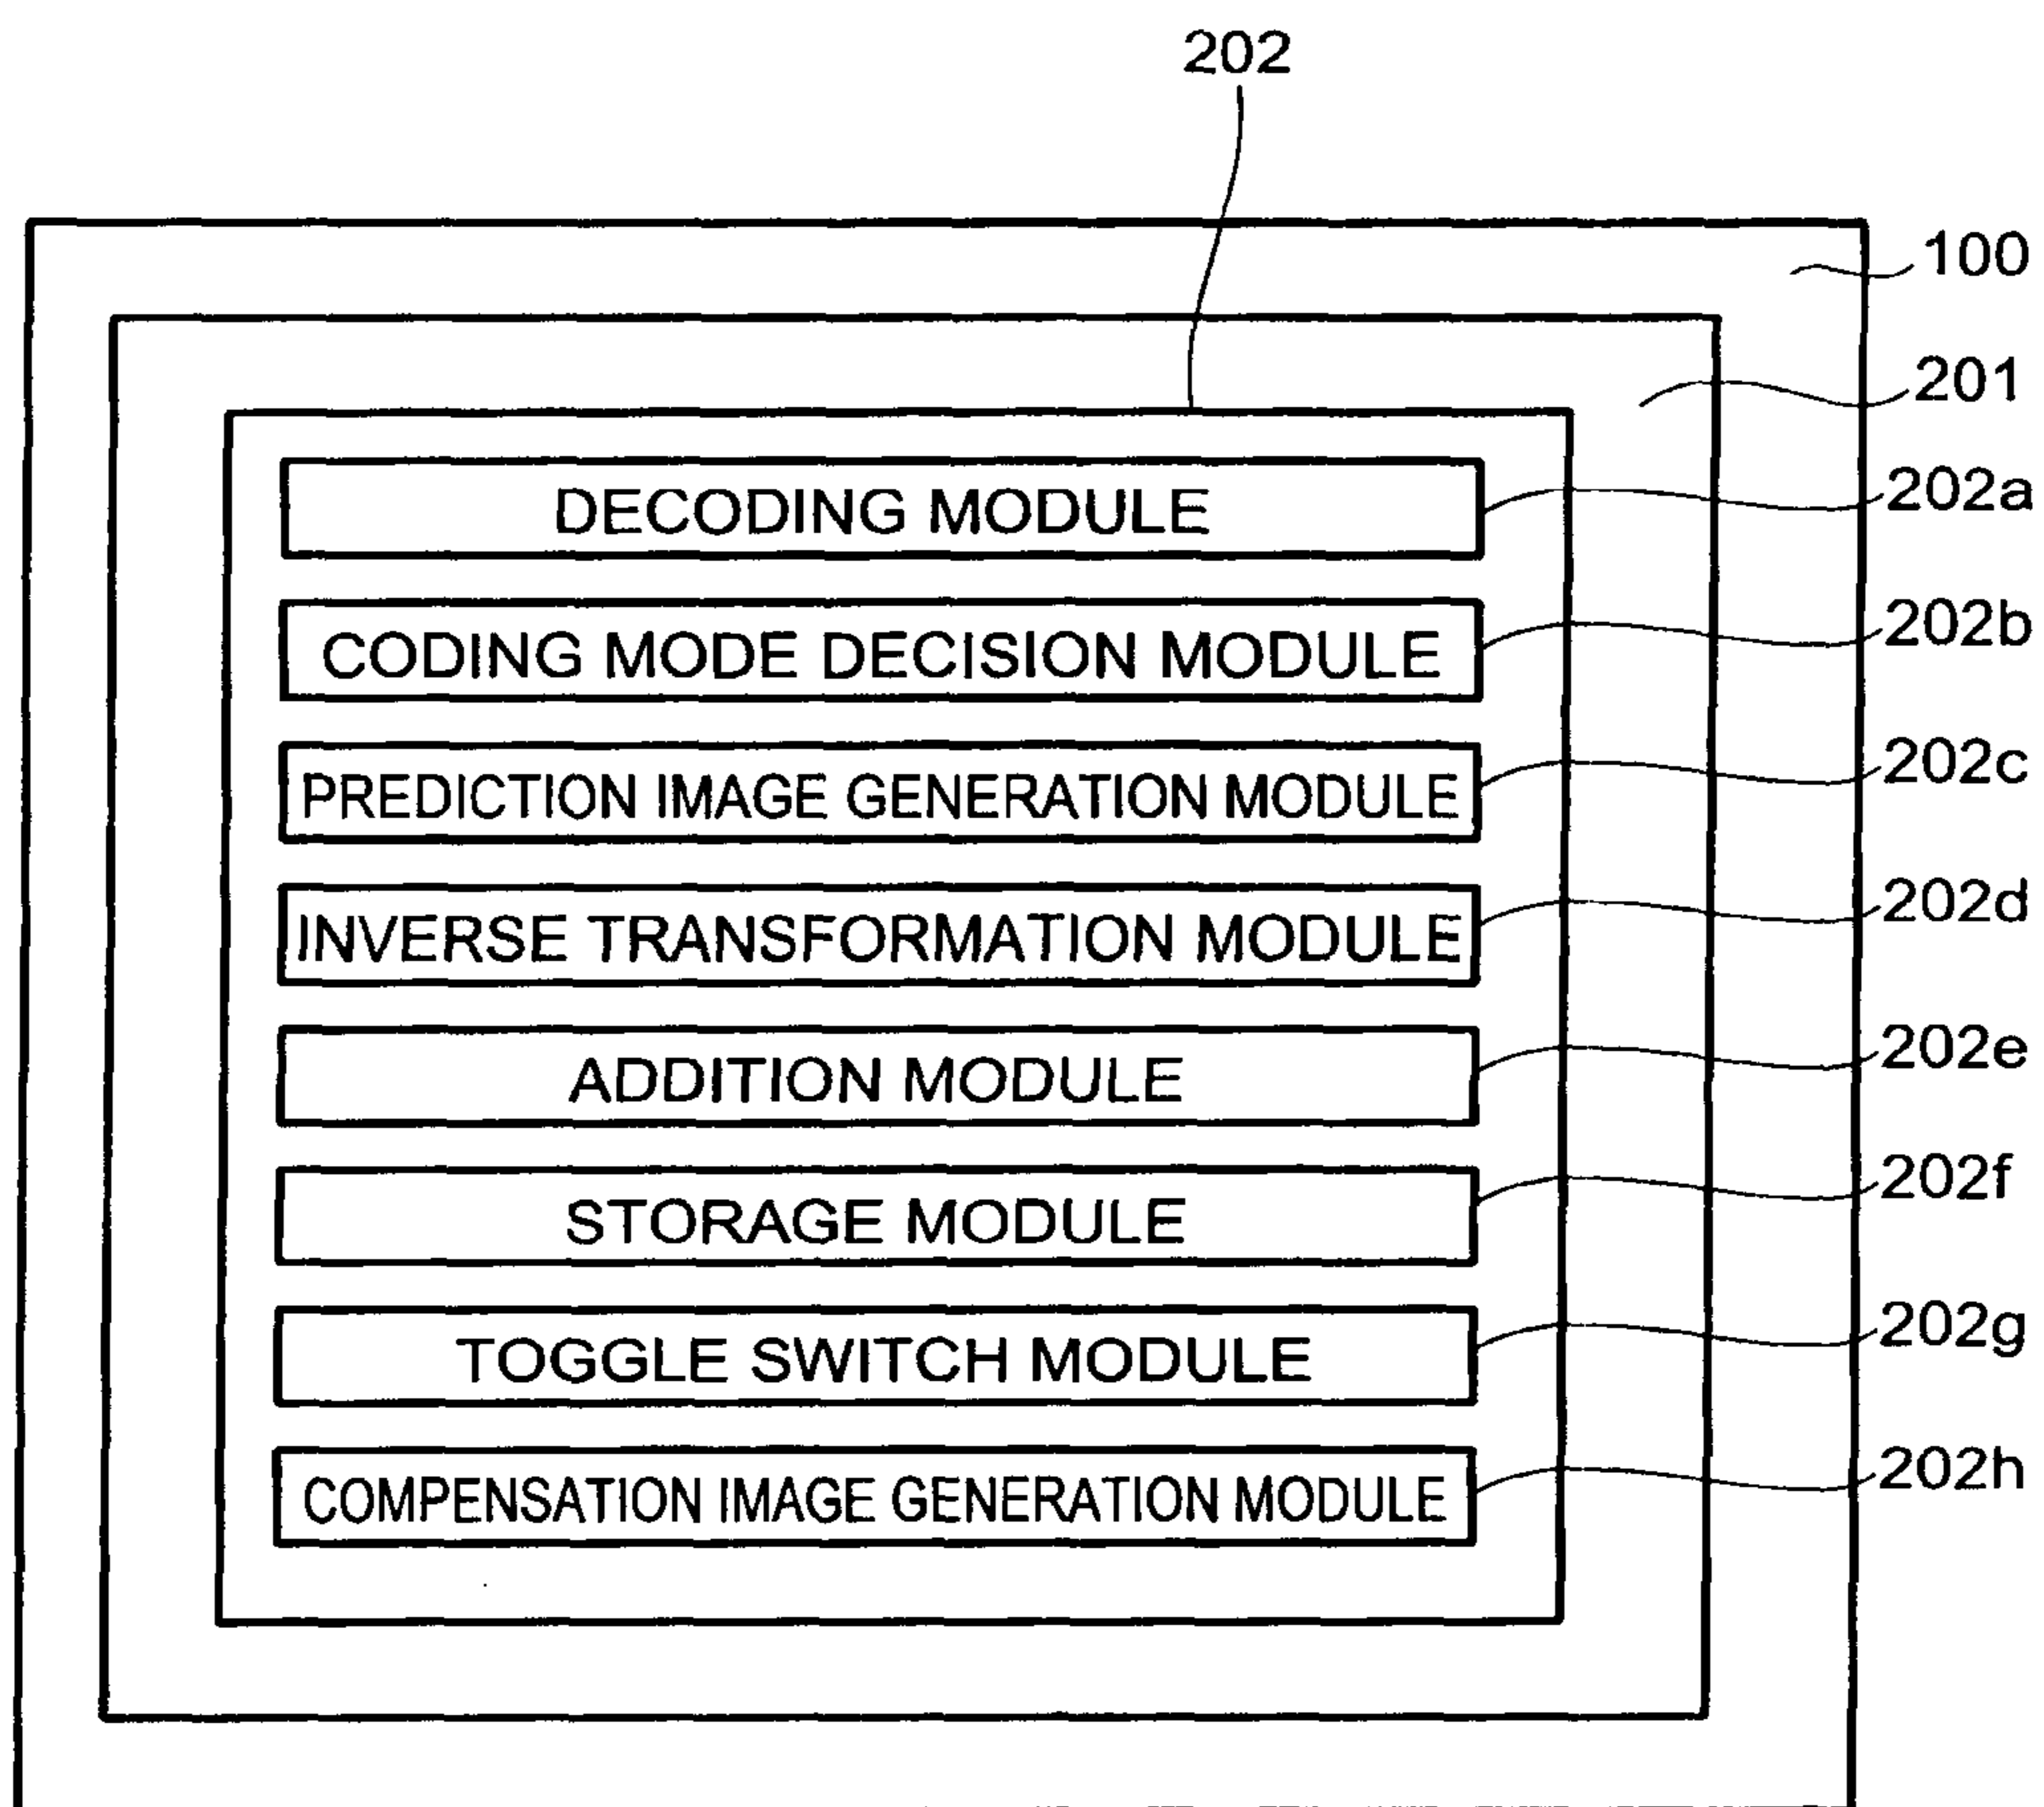 202
100
201
DECODING MODULE 202a
CODING MODE DECISION MODULE 202b
PREDICTION IMAGE GENERATION MODULE 202c
INVERSE TRANSFORMATION MODULE 202d
ADDITION MODULE 202e
STORAGE MODULE 202f
TOGGLE SWITCH MODULE 202g
COMPENSATION IMAGE GENERATION MODULE 202h